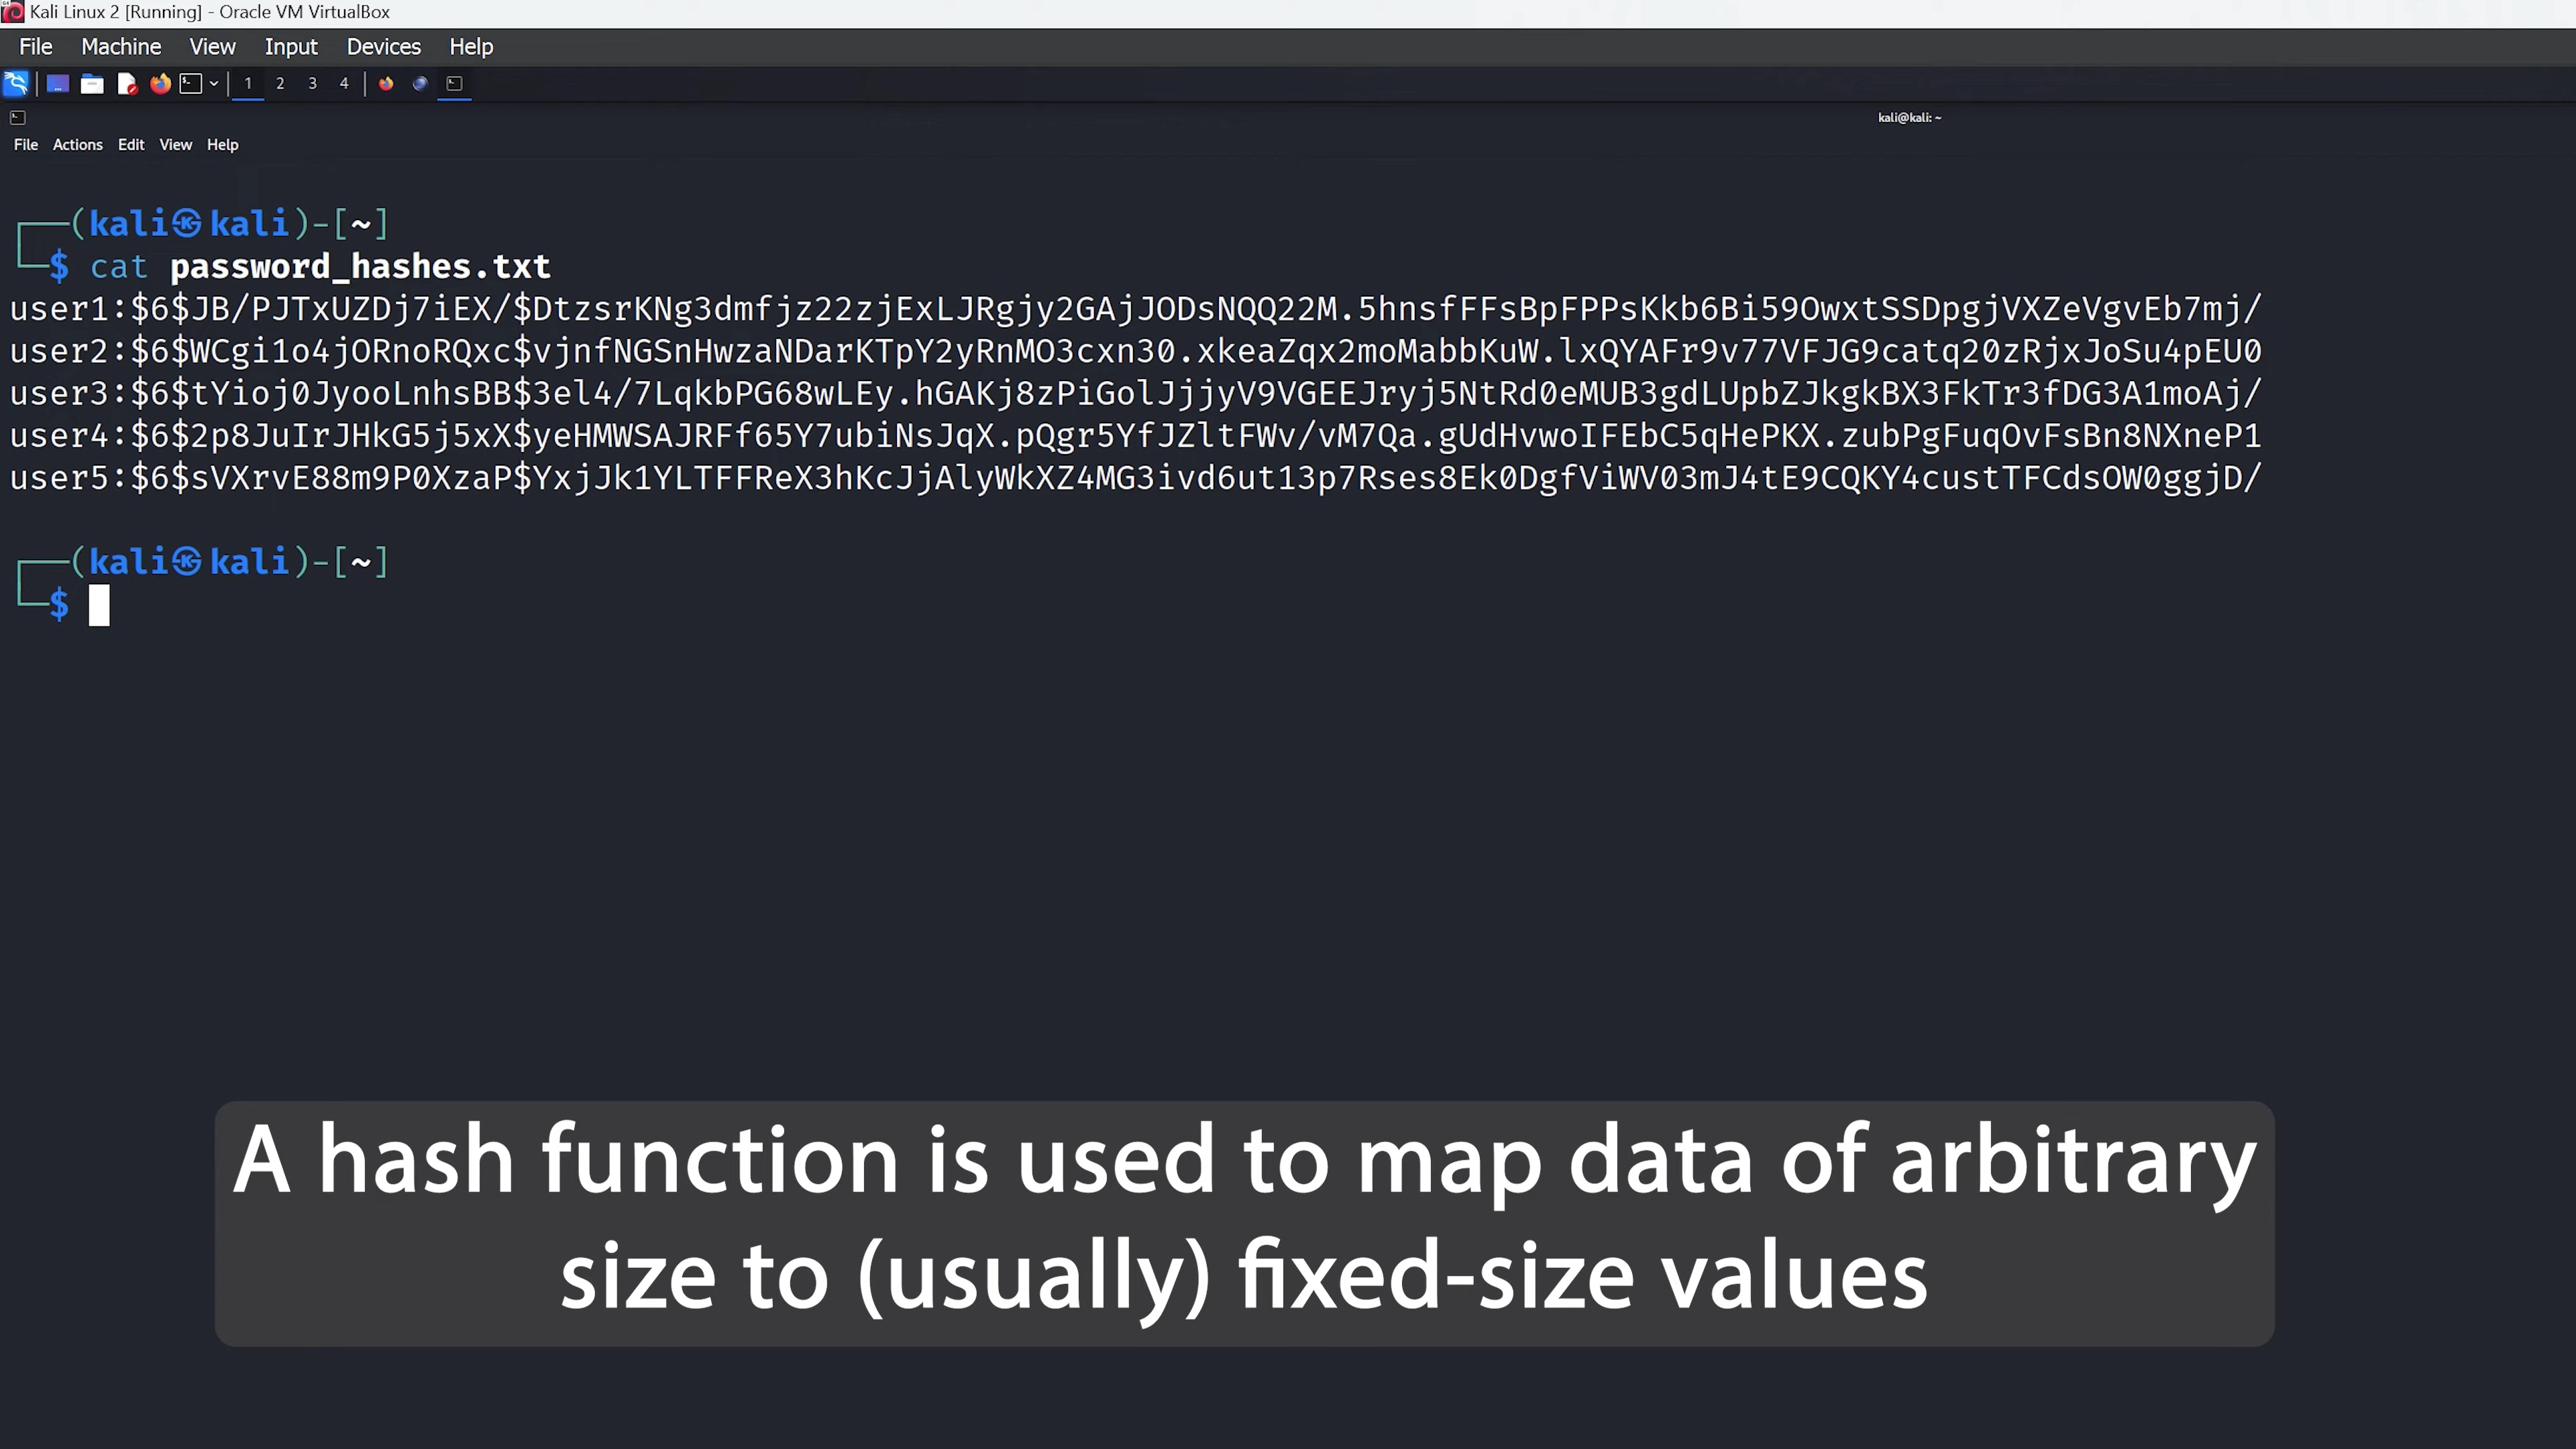 Kali Linux 2 [Running] - Oracle VM VirtualBox
File Machine View Input Devices Help
1 2 3 4
kali@kali: ~
File Actions Edit View Help
(kali㉿kali)-[~]
$ cat password_hashes.txt
user1:$6$JB/PJTxUZDj7iEX/$DtzsrKNg3dmfjz22zjExLJRgjy2GAjJODsNQQ22M.5hnsfFFsBpFPPsKkb6Bi59OwxtSSDpgjVXZeVgvEb7mj/
user2:$6$WCgi1o4jORnoRQxc$vjnfNGSnHwzaNDarKTpY2yRnMO3cxn30.xkeaZqx2moMabbKuW.lxQYAFr9v77VFJG9catq20zRjxJoSu4pEU0
user3:$6$tYioj0JyooLnhsBB$3el4/7LqkbPG68wLEy.hGAKj8zPiGolJjjyV9VGEEJryj5NtRd0eMUB3gdLUpbZJkgkBX3FkTr3fDG3A1moAj/
user4:$6$2p8JuIrJHkG5j5xX$yeHMWSAJRFf65Y7ubiNsJqX.pQgr5YfJZltFWv/vM7Qa.gUdHvwoIFEbC5qHePKX.zubPgFuqOvFsBn8NXneP1
user5:$6$sVXrvE88m9P0XzaP$YxjJk1YLTFFReX3hKcJjAlyWkXZ4MG3ivd6ut13p7Rses8Ek0DgfViWV03mJ4tE9CQKY4custTFCdsOW0ggjD/
(kali㉿kali)-[~]
$
A hash function is used to map data of arbitrary
size to (usually) fixed-size values